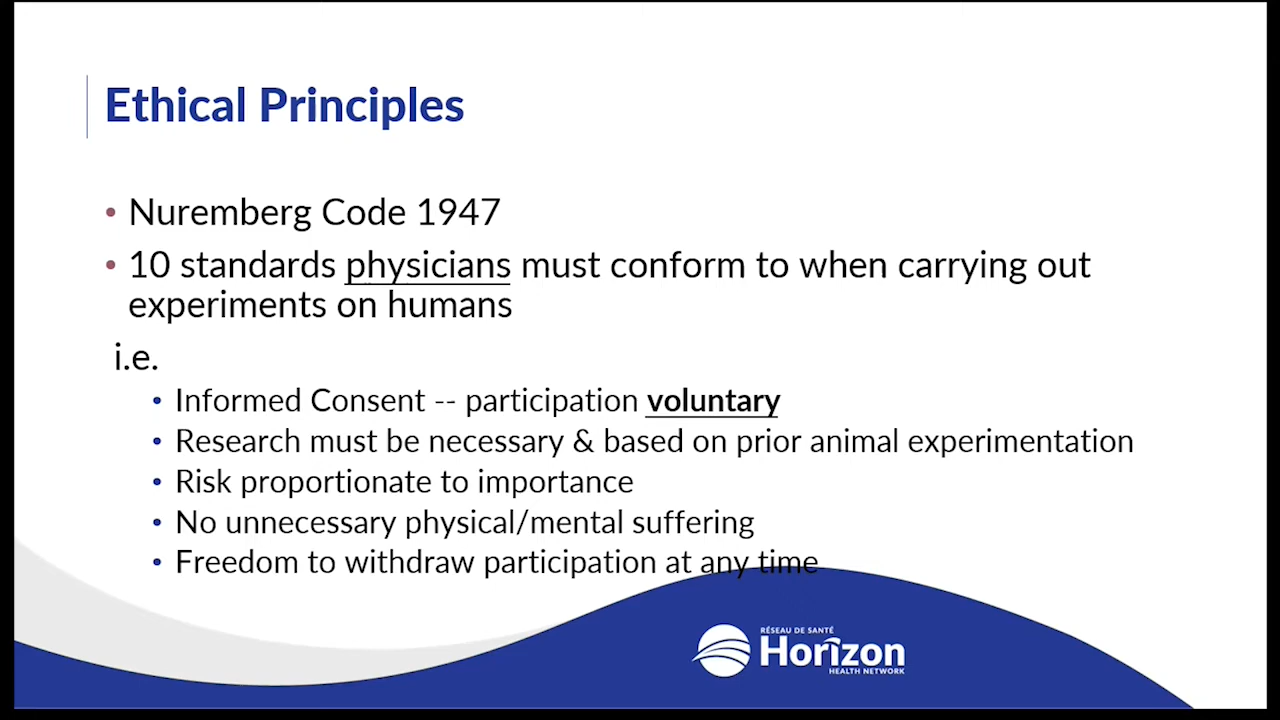 Ethical Principles
• Nuremberg Code 1947
• 10 standards physicians must conform to when carrying out
experiments on humans
i.e.
• Informed Consent -- participation voluntary
• Research must be necessary & based on prior animal experimentation
• Risk proportionate to importance
• No unnecessary physical/mental suffering
• Freedom to withdraw participation at any time
RÉSEAU DE SANTÉ
Horizon
HEALTH NETWORK